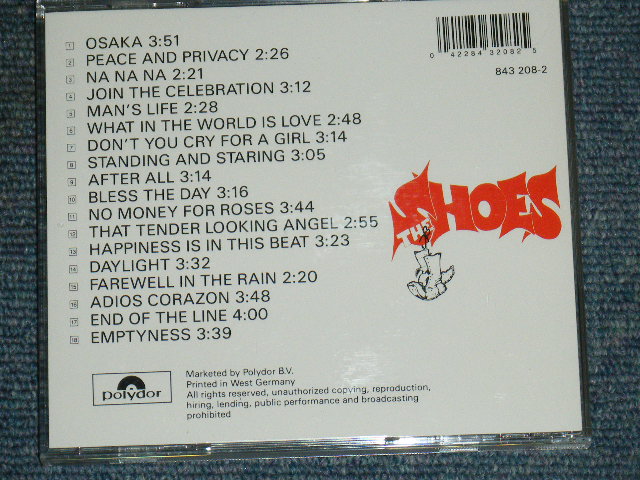 1 OSAKA 3:51
2 PEACE AND PRIVACY 2:26
3 NA NA NA 2:21
4 JOIN THE CELEBRATION 3:12
5 MAN'S LIFE 2:28
6 WHAT IN THE WORLD IS LOVE 2:48
7 DON'T YOU CRY FOR A GIRL 3:14
8 STANDING AND STARING 3:05
9 AFTER ALL 3:14
10 BLESS THE DAY 3:16
11 NO MONEY FOR ROSES 3:44
12 THAT TENDER LOOKING ANGEL 2:55
13 HAPPINESS IS IN THIS BEAT 3:23
14 DAYLIGHT 3:32
15 FAREWELL IN THE RAIN 2:20
16 ADIOS CORAZON 3:48
17 END OF THE LINE 4:00
18 EMPTYNESS 3:39
0 42284 32082 5
843 208-2
THE SHOES
polydor
Marketed by Polydor B.V.
Printed in West Germany
All rights reserved, unauthorized copying, reproduction,
hiring, lending, public performance and broadcasting
prohibited